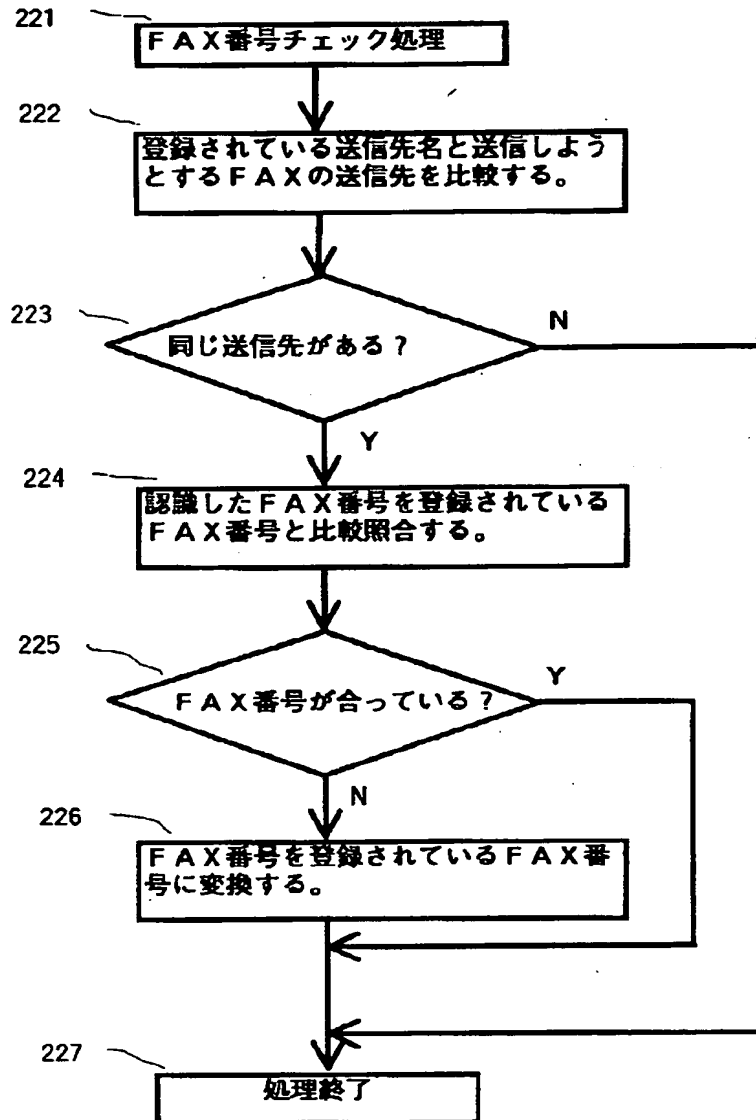 221
ＦＡＸ番号チェック処理
222
登録されている送信先名と送信しよう
とするＦＡＸの送信先を比較する。
223
同じ送信先がある？
N
Y
224
認識したＦＡＸ番号を登録されている
ＦＡＸ番号と比較照合する。
225
ＦＡＸ番号が合っている？
Y
N
226
ＦＡＸ番号を登録されているＦＡＸ番
号に変換する。
227
処理終了